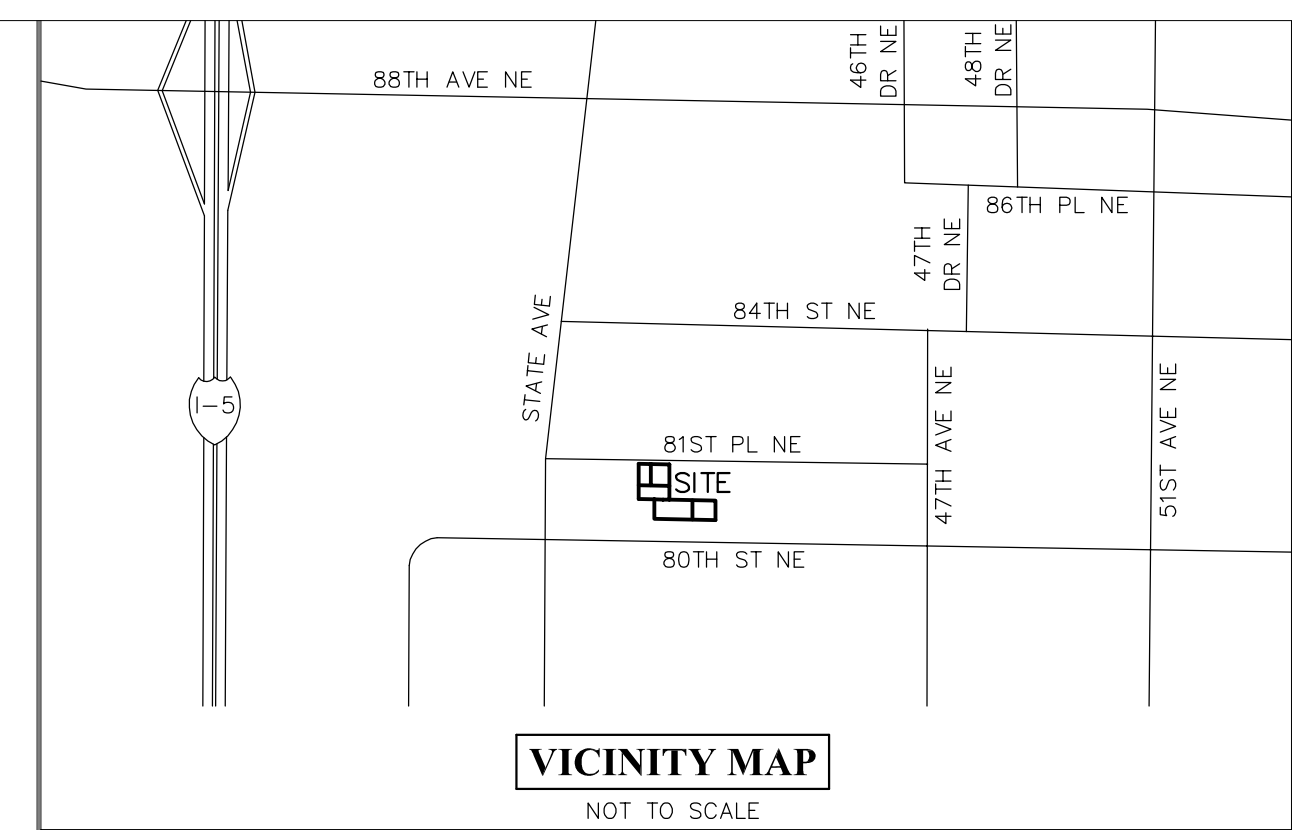 46TH
DR NE
48TH
DR NE
88TH AVE NE
86TH PL NE
47TH
DR NE
84TH ST NE
STATE AVE
I-5
81ST PL NE
47TH AVE NE
51ST AVE NE
SITE
80TH ST NE
VICINITY MAP
NOT TO SCALE